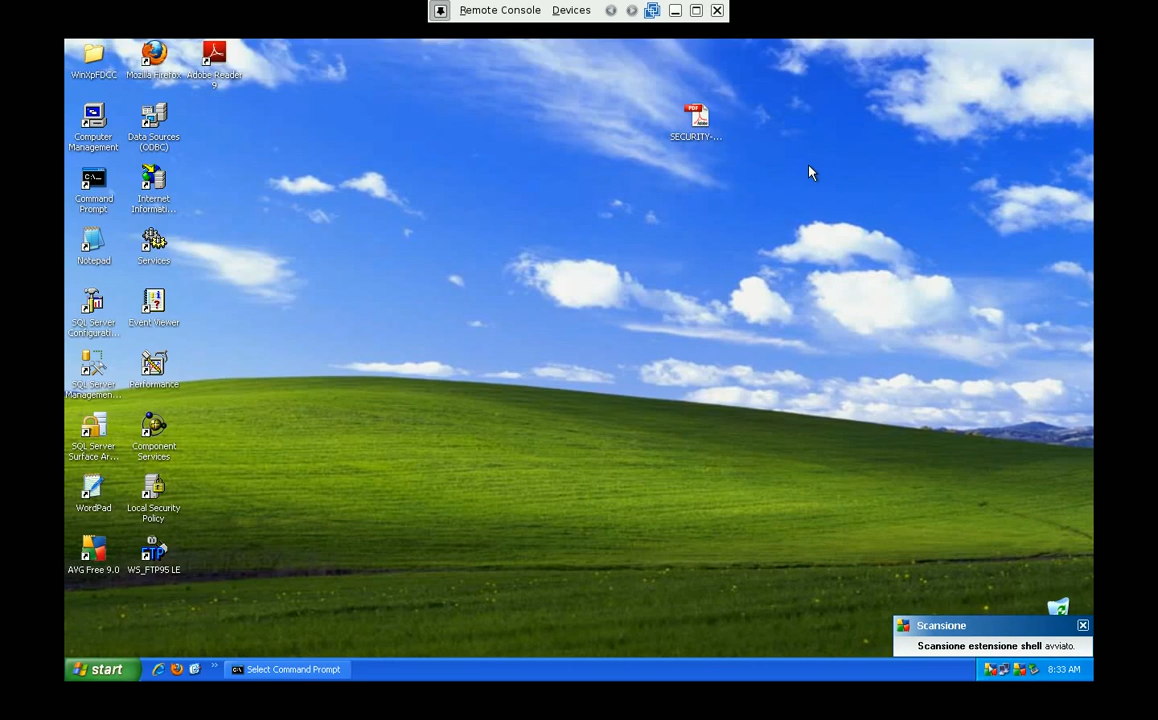 Remote Console Devices
WinXpFDCC
Mozilla Firefox
Adobe Reader
9
PDF
SECURITY-...
Computer
Management
Data Sources
(ODBC)
C:\...
Command
Prompt
Internet
Informati...
Notepad
Services
SQL Server
Configurati...
Event Viewer
SQL Server
Managemen...
Performance
SQL Server
Surface Ar...
Component
Services
WordPad
Local Security
Policy
AVG Free 9.0
FTP
WS_FTP95 LE
Scansione
Scansione estensione shell avviato.
start
Select Command Prompt
8:33 AM